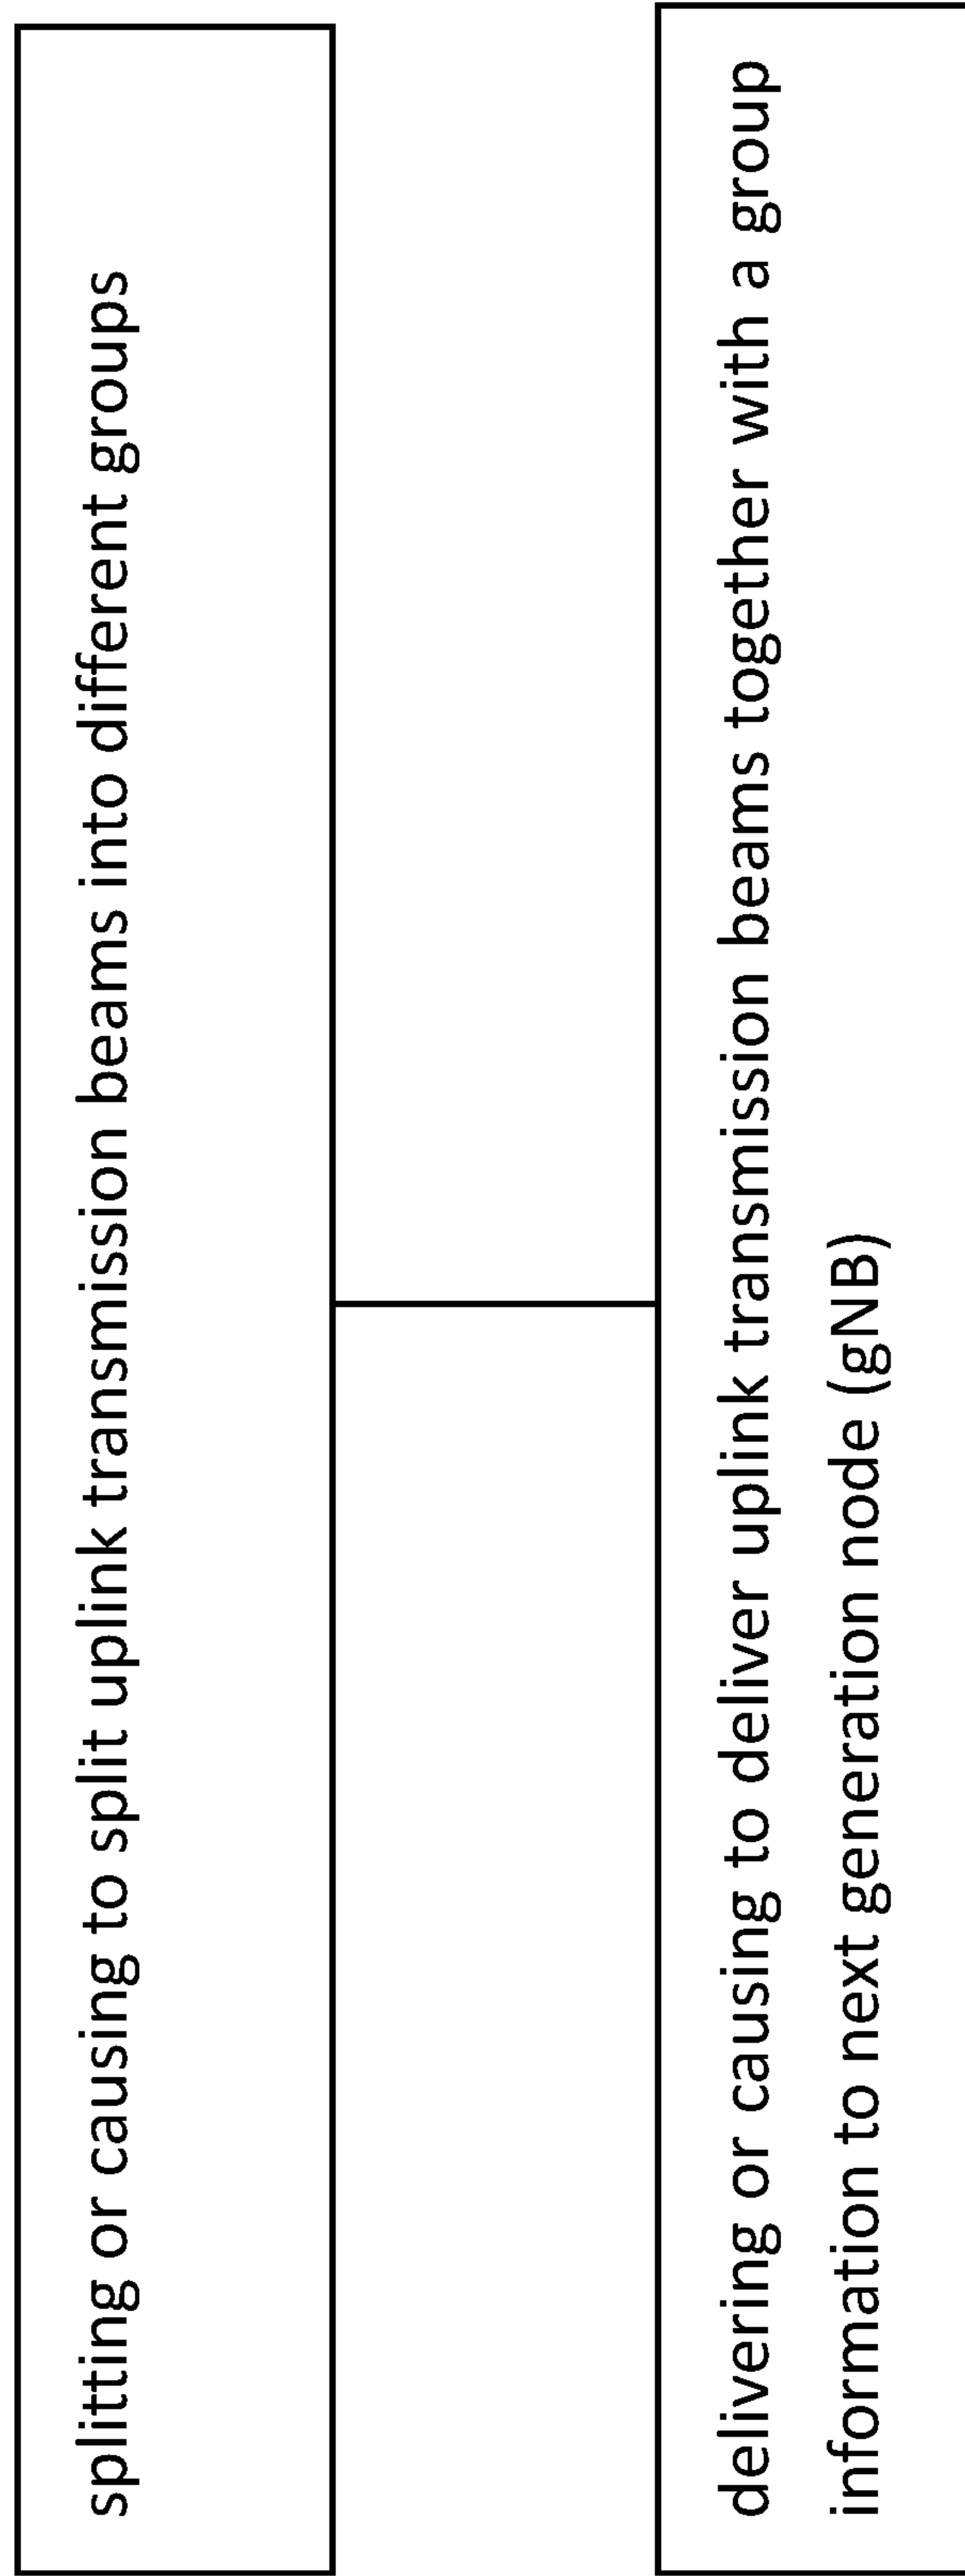 splitting or causing to split uplink transmission beams into different groups
delivering or causing to deliver uplink transmission beams together with a group
information to next generation node (gNB)